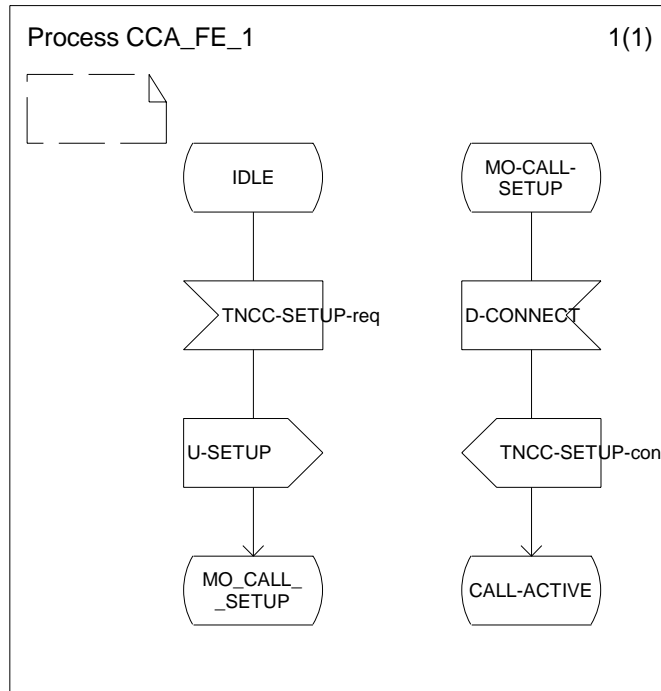 Process CCA_FE_1
1(1)
IDLE
TNCC-SETUP-req
U-SETUP
MO_CALL_
_SETUP
MO-CALL-
SETUP
D-CONNECT
TNCC-SETUP-con
CALL-ACTIVE